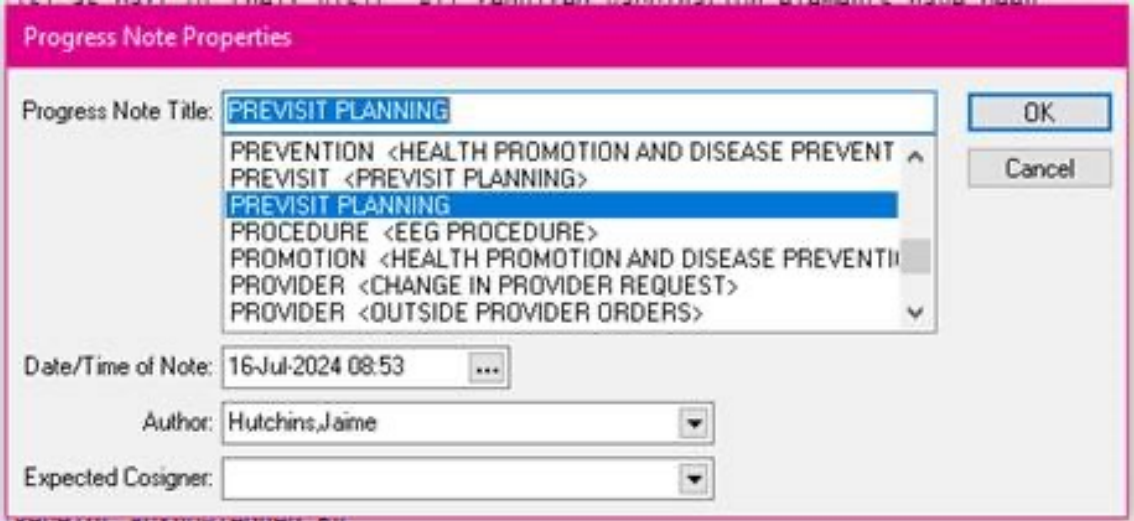 Progress Note Properties
Progress Note Title: PREVISIT PLANNING
OK
PREVENTION <HEALTH PROMOTION AND DISEASE PREVENT
Cancel
PREVISIT <PREVISIT PLANNING>
PREVISIT PLANNING
PROCEDURE <EEG PROCEDURE>
PROMOTION <HEALTH PROMOTION AND DISEASE PREVENTI
PROVIDER <CHANGE IN PROVIDER REQUEST>
PROVIDER <OUTSIDE PROVIDER ORDERS>
Date/Time of Note: 16-Jul-2024 08:53 ...
Author: Hutchins,Jaime
Expected Cosigner: